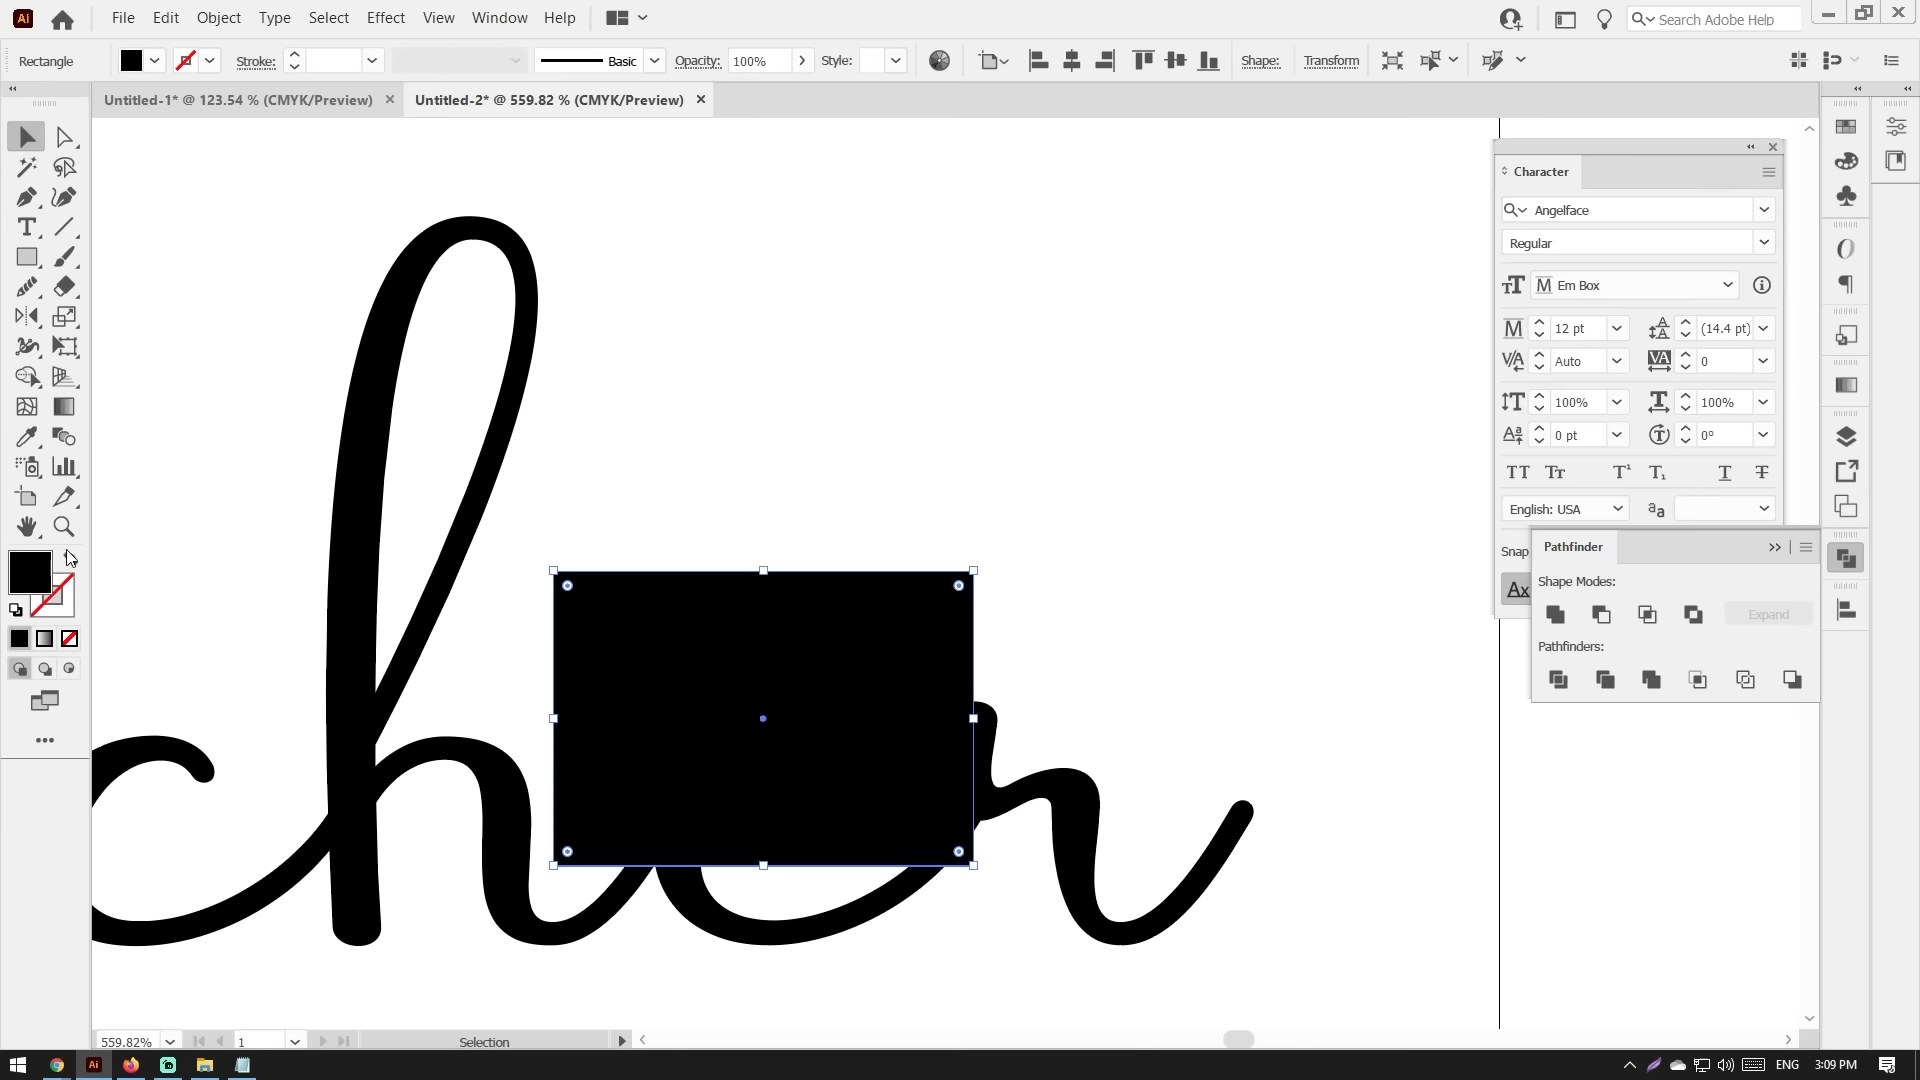 Ai File Edit Object Type Select Effect View Window Help Search Adobe Help
Rectangle Stroke: Basic Opacity: 100% Style: Shape: Transform
Untitled-1* @ 123.54 % (CMYK/Preview) Untitled-2* @ 559.82 % (CMYK/Preview)
Character
Angelface
Regular
Em Box
12 pt (14.4 pt)
Auto 0
100% 100%
0 pt 0°
English: USA
Snap
Pathfinder
Shape Modes:
Expand
Pathfinders:
559.82% 1 Selection
ENG 3:09 PM